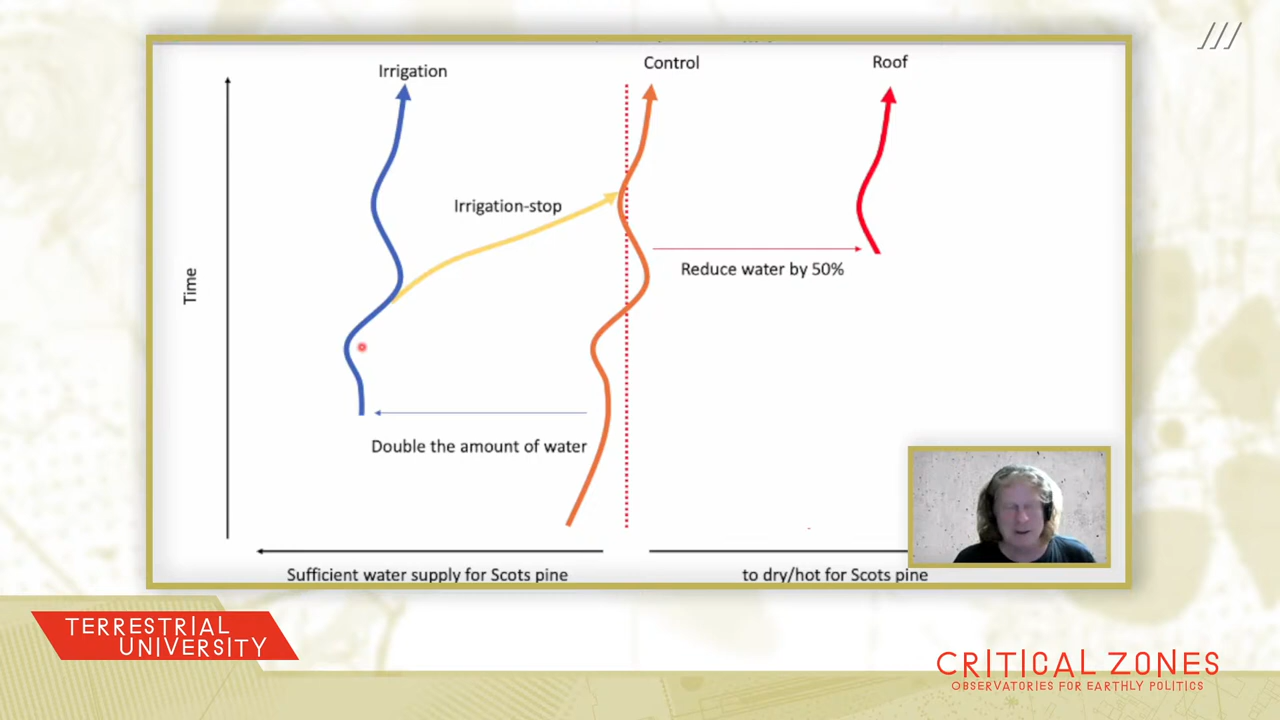 Irrigation
Control
Roof
Irrigation-stop
Time
Reduce water by 50%
Double the amount of water
Sufficient water supply for Scots pine
to dry/hot for Scots pine
TERRESTRIAL
UNIVERSITY
CRITICAL ZONES
OBSERVATORIES FOR EARTHLY POLITICS